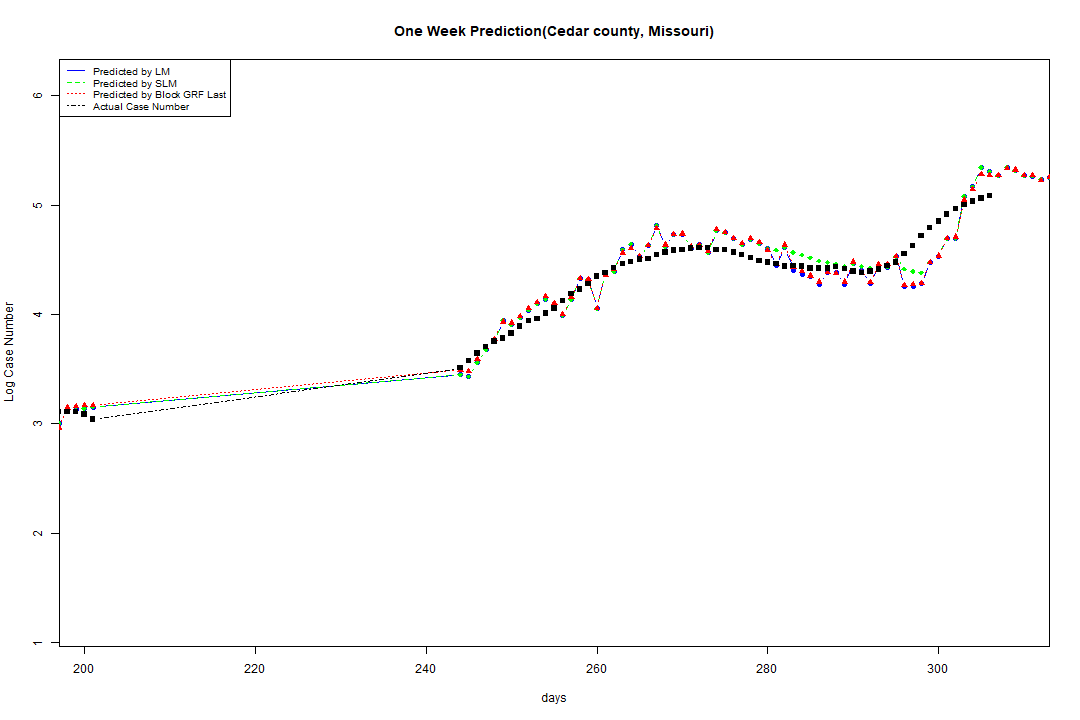 One Week Prediction(Cedar county, Missouri)
Predicted by LM
Predicted by SLM
Predicted by Block GRF Last
Actual Case Number
6
5
4
3
2
1
Log Case Number
200 220 240 260 280 300
days